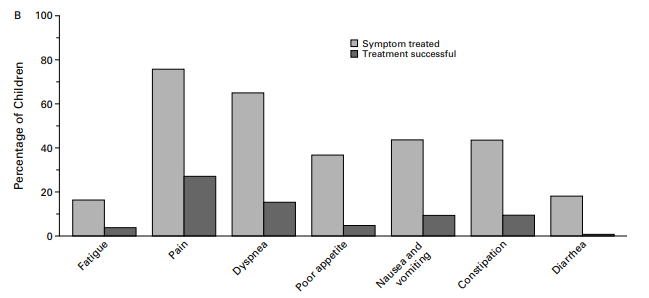 B
100
80
60
40
20
0
Percentage of Children
Symptom treated
Treatment successful
Fatigue
Pain
Dyspnea
Poor appetite
Nausea and
vomiting
Constipation
Diarrhea